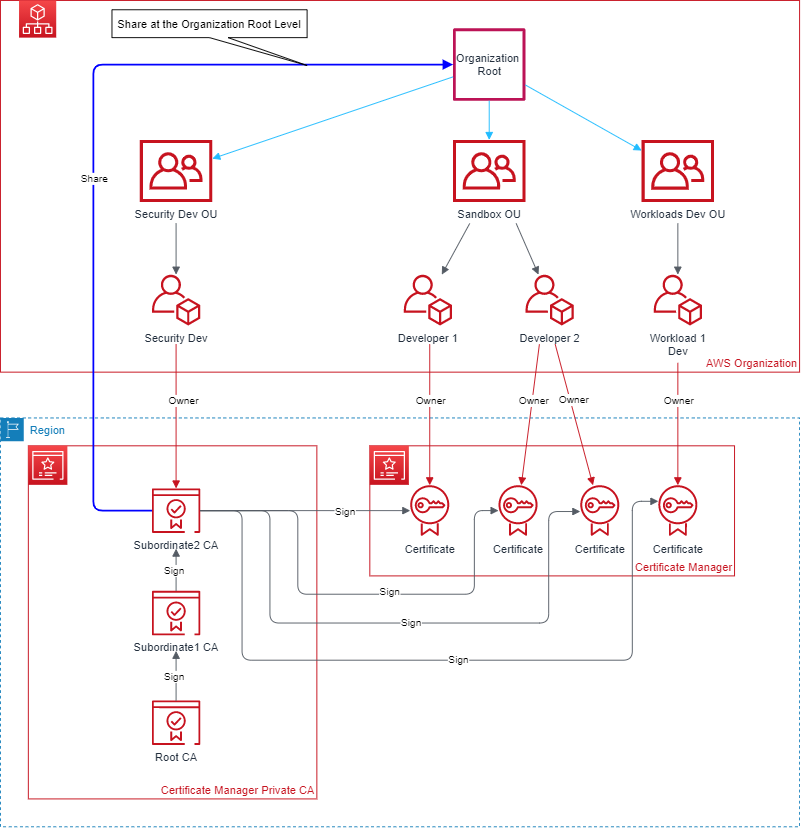 Share at the Organization Root Level
Organization
Root
Share
Security Dev OU
Sandbox OU
Workloads Dev OU
Security Dev
Developer 1
Developer 2
Workload 1
Dev
AWS Organization
Owner
Owner
Owner
Owner
Owner
Region
Subordinate2 CA
Sign
Certificate
Certificate
Certificate
Certificate
Certificate Manager
Sign
Sign
Sign
Sign
Subordinate1 CA
Sign
Root CA
Certificate Manager Private CA